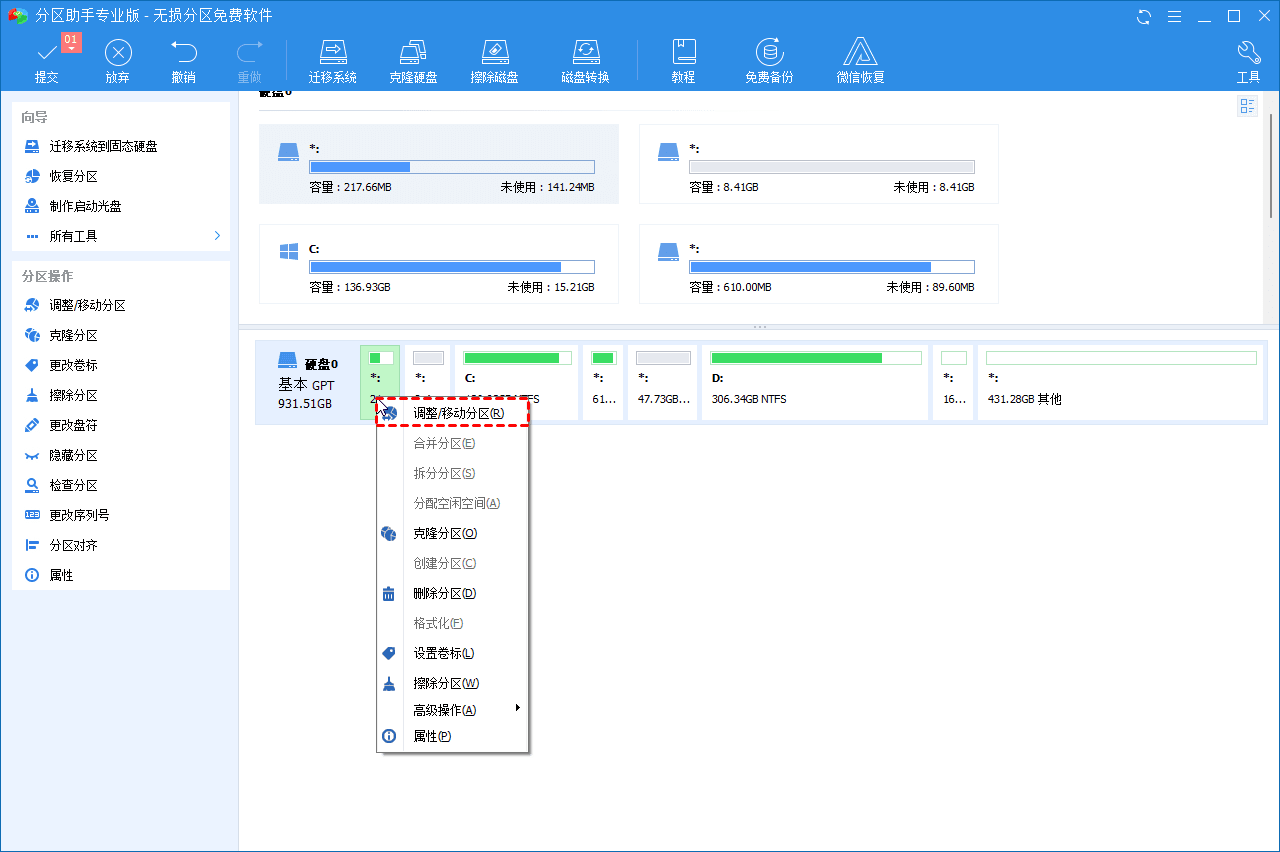 分区助手专业版 - 无损分区免费软件
01
提交 放弃 撤销 重做 迁移系统 克隆硬盘 擦除磁盘 磁盘转换 教程 免费备份 微信恢复 工具
向导
迁移系统到固态硬盘
恢复分区
制作启动光盘
所有工具
分区操作
调整/移动分区
克隆分区
更改卷标
擦除分区
更改盘符
隐藏分区
检查分区
更改序列号
分区对齐
属性
硬盘0
*:
容量：217.66MB 未使用：141.24MB
*:
容量：8.41GB 未使用：8.41GB
C:
容量：136.93GB 未使用：15.21GB
*:
容量：610.00MB 未使用：89.60MB
硬盘0
基本 GPT
931.51GB
*: *: C: *: *: D: *: *:
61... 47.73GB... 306.34GB NTFS 16... 431.28GB 其他
调整/移动分区(R)
合并分区(E)
拆分分区(S)
分配空闲空间(A)
克隆分区(O)
创建分区(C)
删除分区(D)
格式化(F)
设置卷标(L)
擦除分区(W)
高级操作(A)
属性(P)